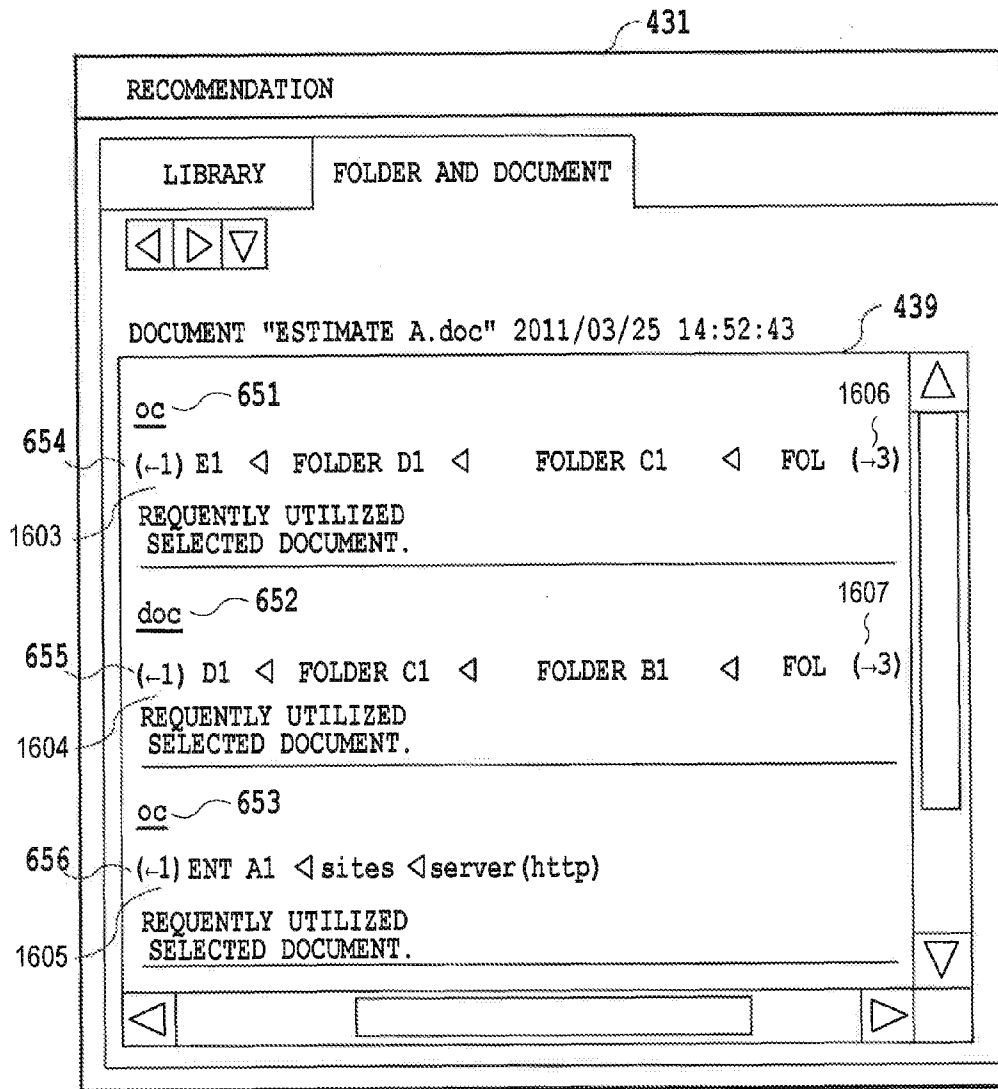 431
RECOMMENDATION
LIBRARY FOLDER AND DOCUMENT
439
DOCUMENT "ESTIMATE A.doc" 2011/03/25 14:52:43
oc 651 1606
654 (←1) E1 ◁ FOLDER D1 ◁ FOLDER C1 ◁ FOL (→3)
1603 REQUENTLY UTILIZED
SELECTED DOCUMENT.
doc 652 1607
655 (←1) D1 ◁ FOLDER C1 ◁ FOLDER B1 ◁ FOL (→3)
1604 REQUENTLY UTILIZED
SELECTED DOCUMENT.
oc 653
656 (←1) ENT A1 ◁ sites ◁ server(http)
1605 REQUENTLY UTILIZED
SELECTED DOCUMENT.